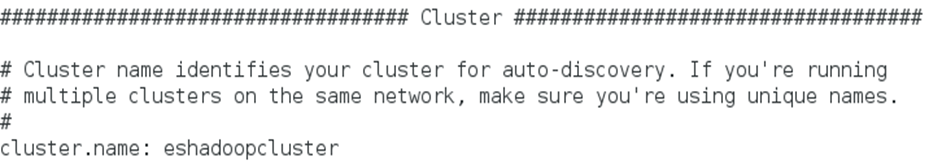 ################################### Cluster ###################################
# Cluster name identifies your cluster for auto-discovery. If you're running
# multiple clusters on the same network, make sure you're using unique names.
#
cluster.name: eshadoopcluster